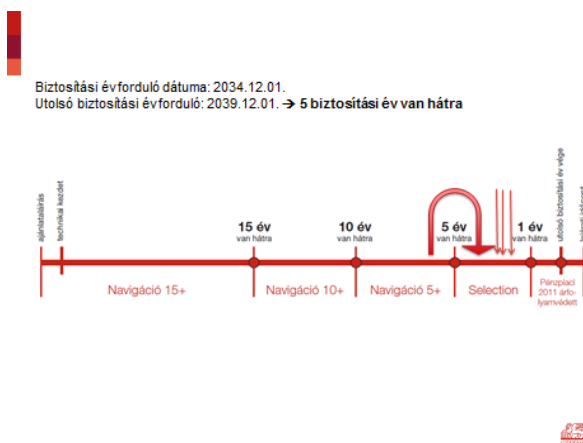 Biztosítási évforduló dátuma: 2034.12.01.
Utolsó biztosítási évforduló: 2039.12.01. → 5 biztosítási év van hátra
ajánlataláírás
technikai kezdet
15 év
van hátra
10 év
van hátra
5 év
van hátra
1 év
van hátra
utolsó biztosítási év vége
Navigáció 15+
Navigáció 10+
Navigáció 5+
Selection
Pénzpiaci
2011 árfo-
lyamvédett